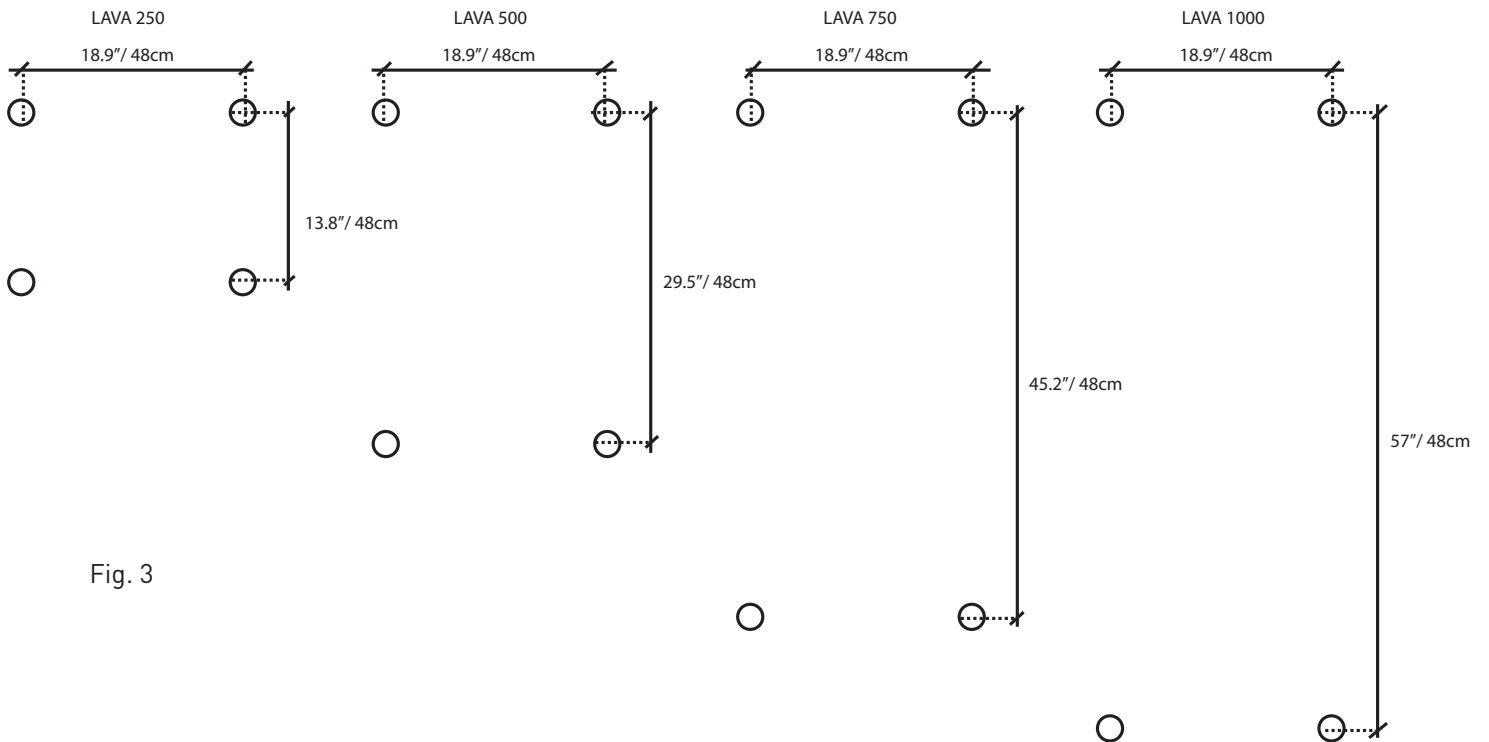 LAVA 250
18.9"/ 48cm
13.8"/ 48cm
LAVA 500
18.9"/ 48cm
29.5"/ 48cm
LAVA 750
18.9"/ 48cm
45.2"/ 48cm
LAVA 1000
18.9"/ 48cm
57"/ 48cm
Fig. 3